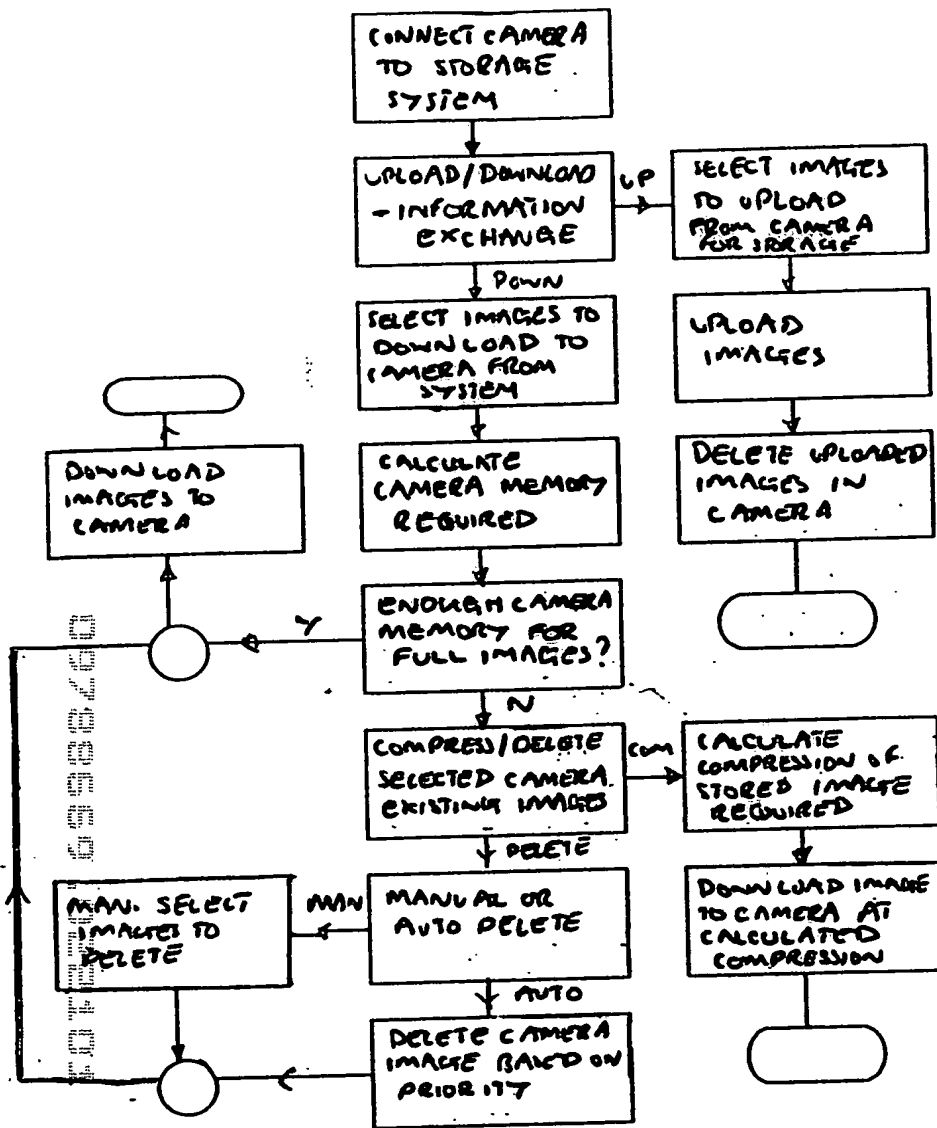 CONNECT CAMERA
TO STORAGE
SYSTEM
UPLOAD/DOWNLOAD
- INFORMATION
EXCHANGE
UP
SELECT IMAGES
TO UPLOAD
FROM CAMERA
FOR STORAGE
DOWN
SELECT IMAGES TO
DOWNLOAD TO
CAMERA FROM
SYSTEM
UPLOAD
IMAGES
DOWNLOAD
IMAGES TO
CAMERA
CALCULATE
CAMERA MEMORY
REQUIRED
DELETE UPLOADED
IMAGES IN
CAMERA
ENOUGH CAMERA
MEMORY FOR
FULL IMAGES?
Y
N
COMPRESS/DELETE
SELECTED CAMERA
EXISTING IMAGES
COM
CALCULATE
COMPRESSION OF
STORED IMAGE
REQUIRED
DELETE
MAN. SELECT
IMAGES TO
DELETE
MAN
MANUAL OR
AUTO DELETE
DOWNLOAD IMAGE
TO CAMERA AT
CALCULATED
COMPRESSION
AUTO
DELETE CAMERA
IMAGE BASED ON
PRIORITY